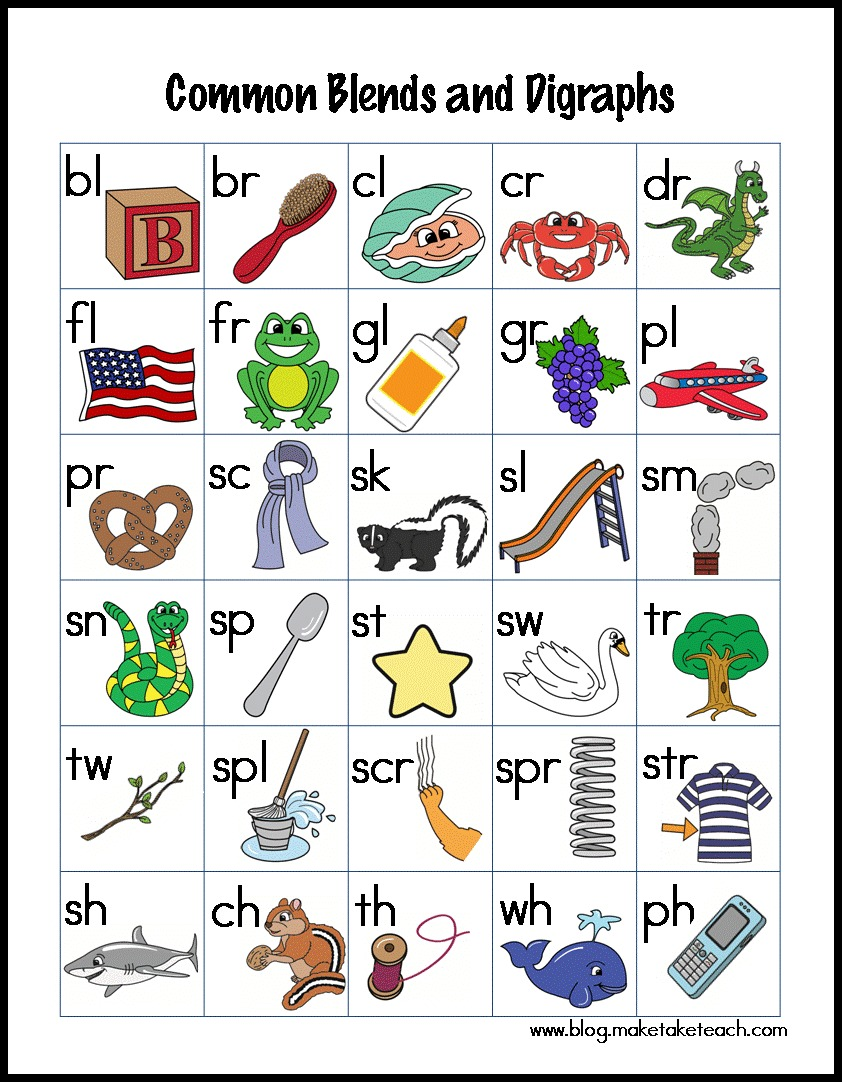 Common Blends and Digraphs
bl br cl cr dr
B
fl fr gl gr pl
pr sc sk sl sm
sn sp st sw tr
tw spl scr spr str
sh ch th wh ph
www.blog.maketaketeach.com